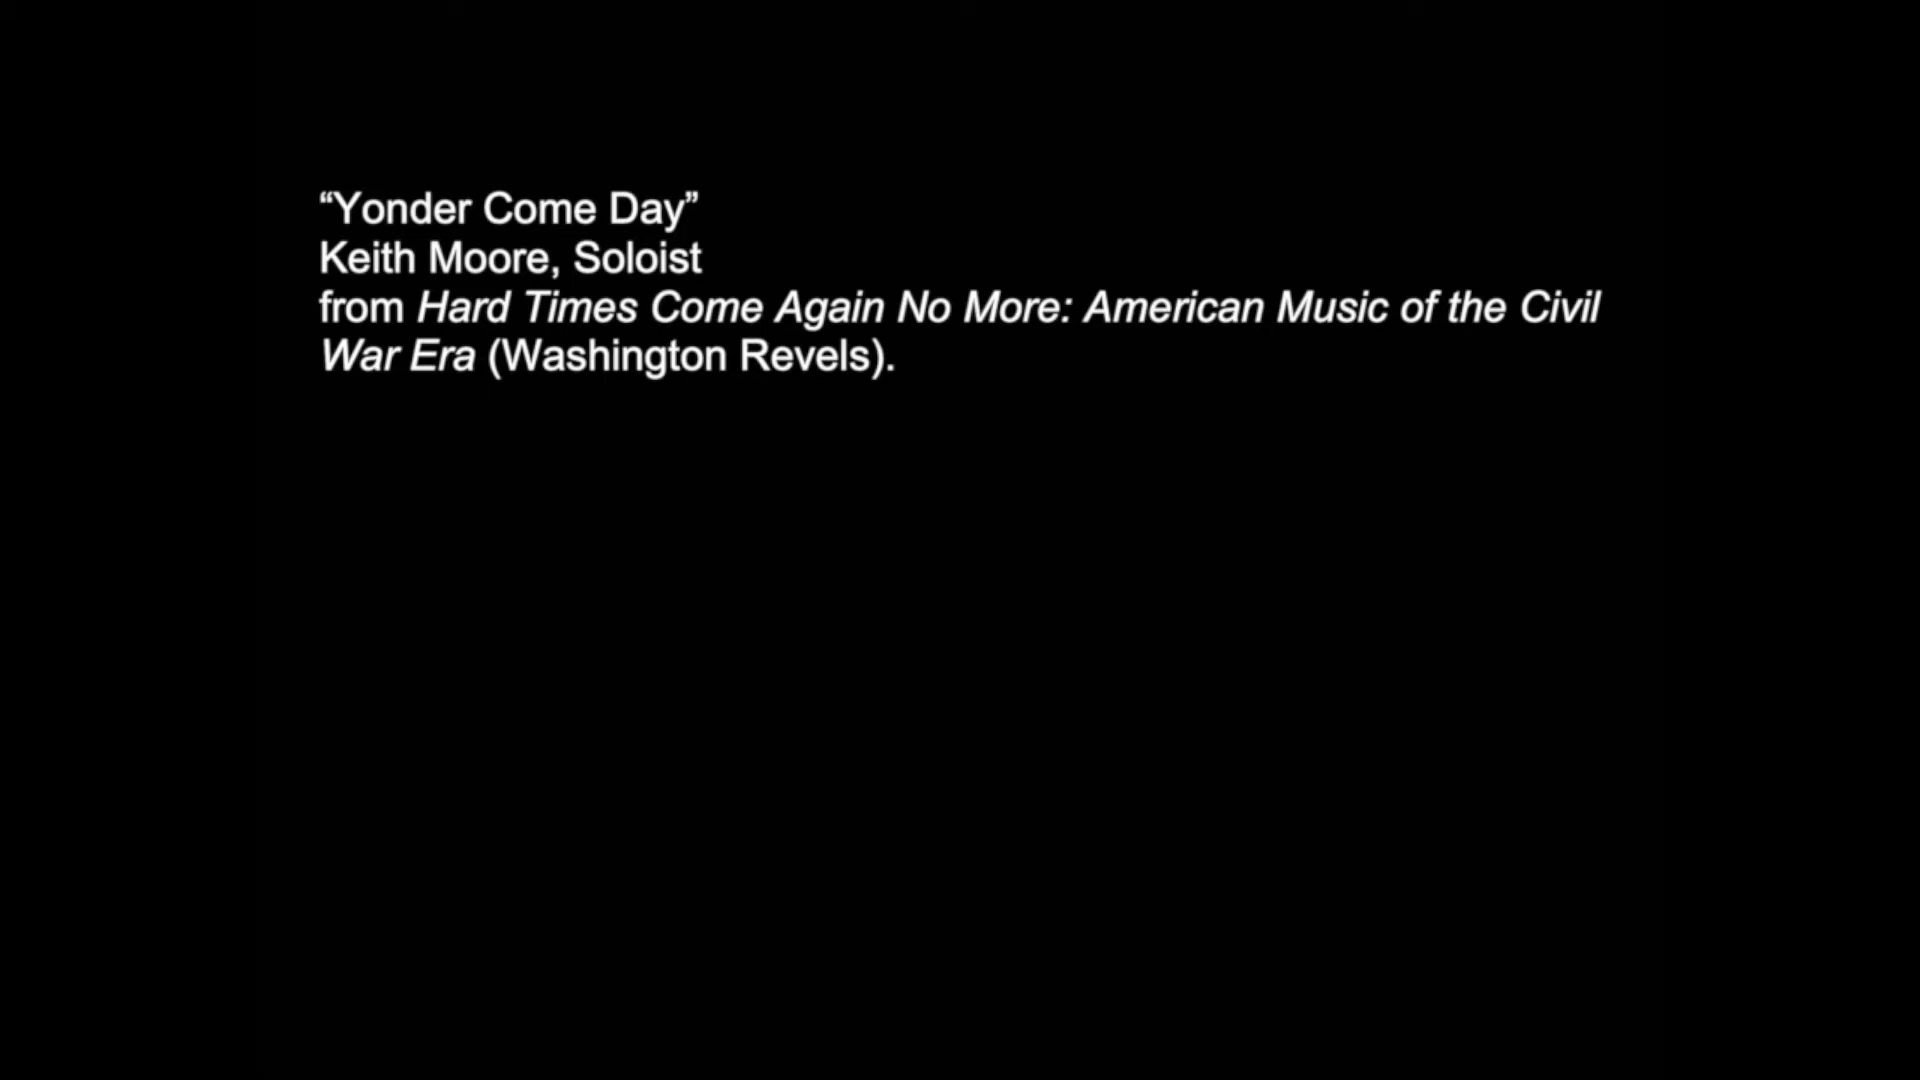 “Yonder Come Day”
Keith Moore, Soloist
from Hard Times Come Again No More: American Music of the Civil
War Era (Washington Revels).